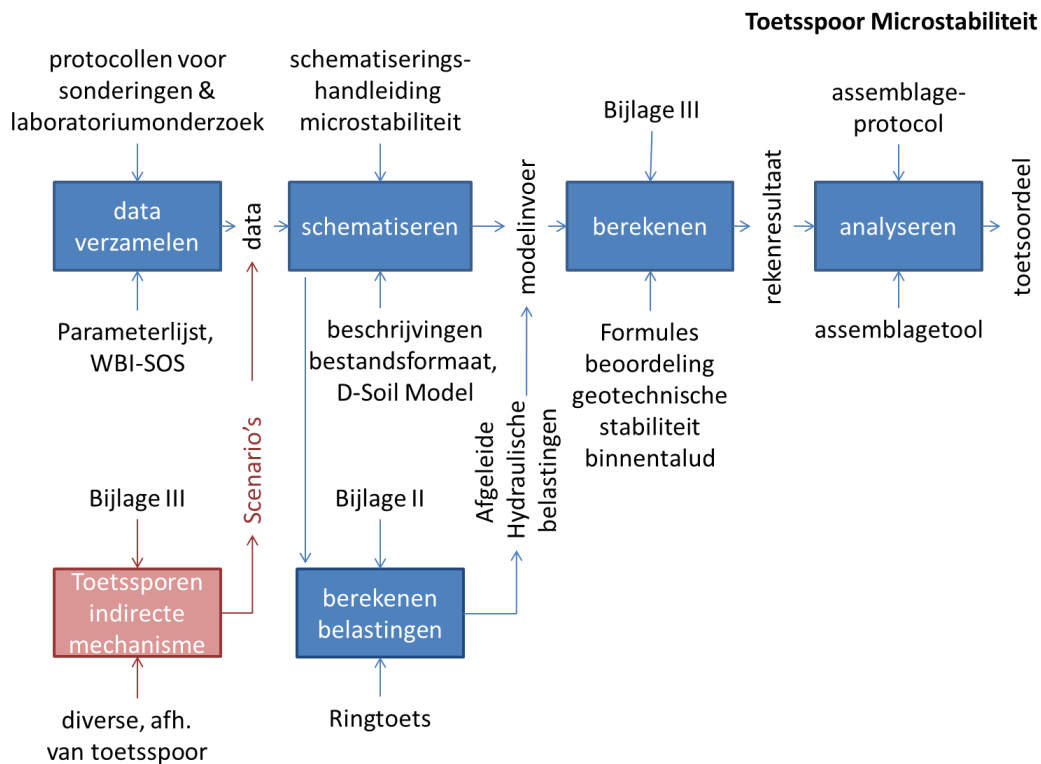 Toetsspoor Microstabiliteit
protocollen voor
sonderingen &
laboratoriumonderzoek
schematiserings-
handleiding
microstabiliteit
Bijlage III
assemblage-
protocol
data
verzamelen
data
schematiseren
modelinvoer
berekenen
rekenresultaat
analyseren
toetsoordeel
Parameterlijst,
WBI-SOS
beschrijvingen
bestandsformaat,
D-Soil Model
Formules
beoordeling
geotechnische
stabiliteit
binnentalud
assemblagetool
Scenario's
Afgeleide
Hydraulische
belastingen
Bijlage III
Bijlage II
Toetssporen
indirecte
mechanisme
berekenen
belastingen
diverse, afh.
van toetsspoor
Ringtoets